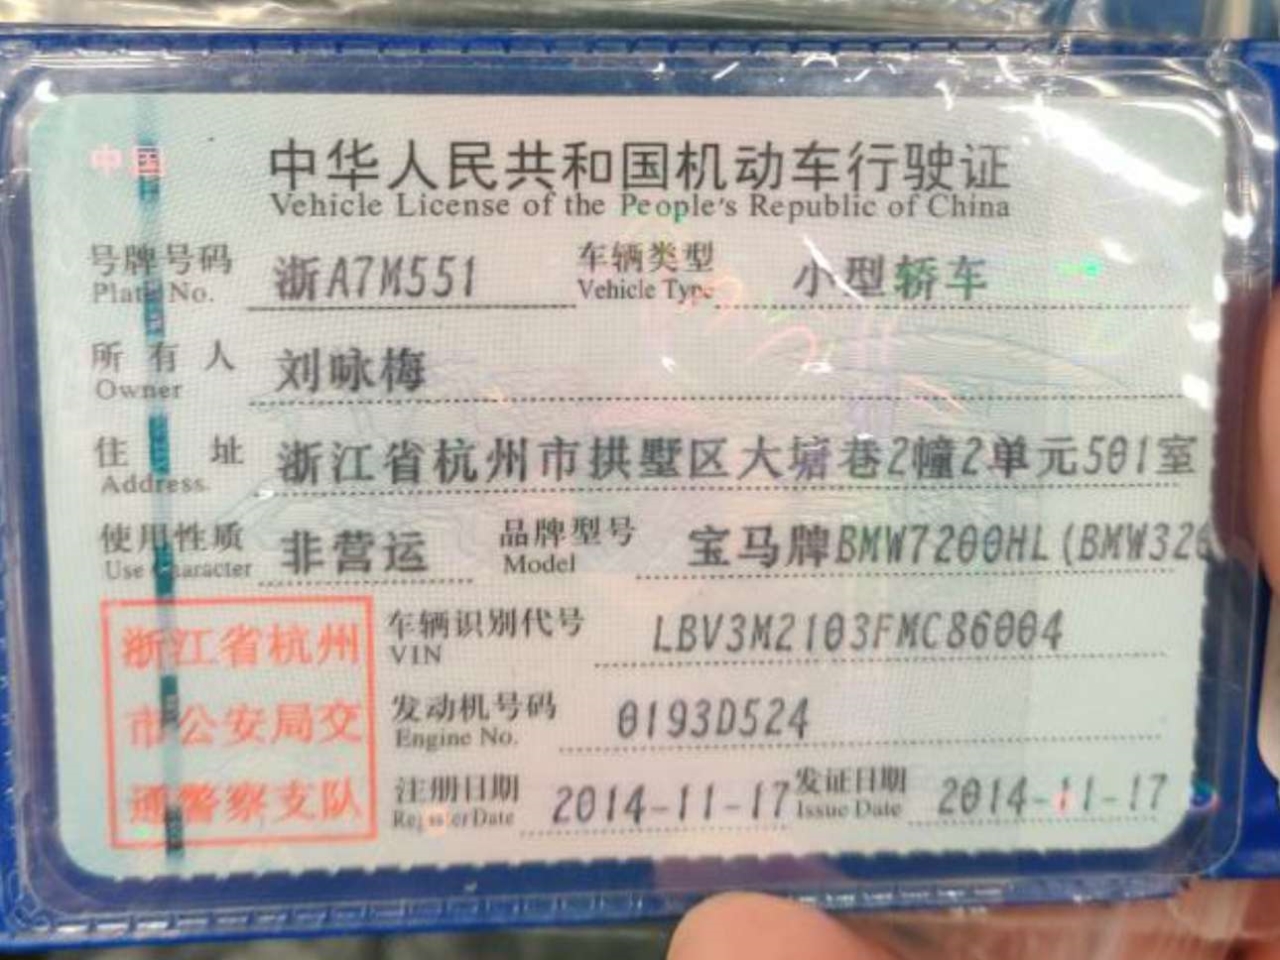 中国
中华人民共和国机动车行驶证
Vehicle License of the People's Republic of China
号牌号码 浙A7M551 车辆类型 小型轿车
Plate No. Vehicle Type
所有人 刘咏梅
Owner
住址 浙江省杭州市拱墅区大塘巷2幢2单元501室
Address
使用性质 非营运 品牌型号 宝马牌BMW7200HL(BMW320
Use Character Model
浙江省杭州
市公安局交
通警察支队
车辆识别代号 LBV3M2103FMC86004
VIN
发动机号码 0193D524
Engine No.
注册日期 2014-11-17 发证日期 2014-11-17
Register Date Issue Date